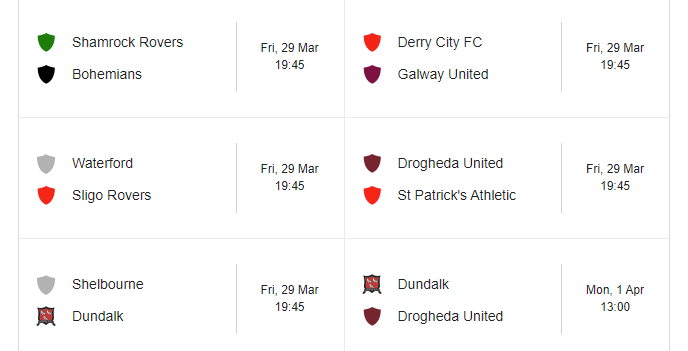 Shamrock Rovers
Bohemians
Fri, 29 Mar
19:45
Derry City FC
Galway United
Fri, 29 Mar
19:45
Waterford
Sligo Rovers
Fri, 29 Mar
19:45
Drogheda United
St Patrick's Athletic
Fri, 29 Mar
19:45
Shelbourne
Dundalk
Fri, 29 Mar
19:45
Dundalk
Drogheda United
Mon, 1 Apr
13:00